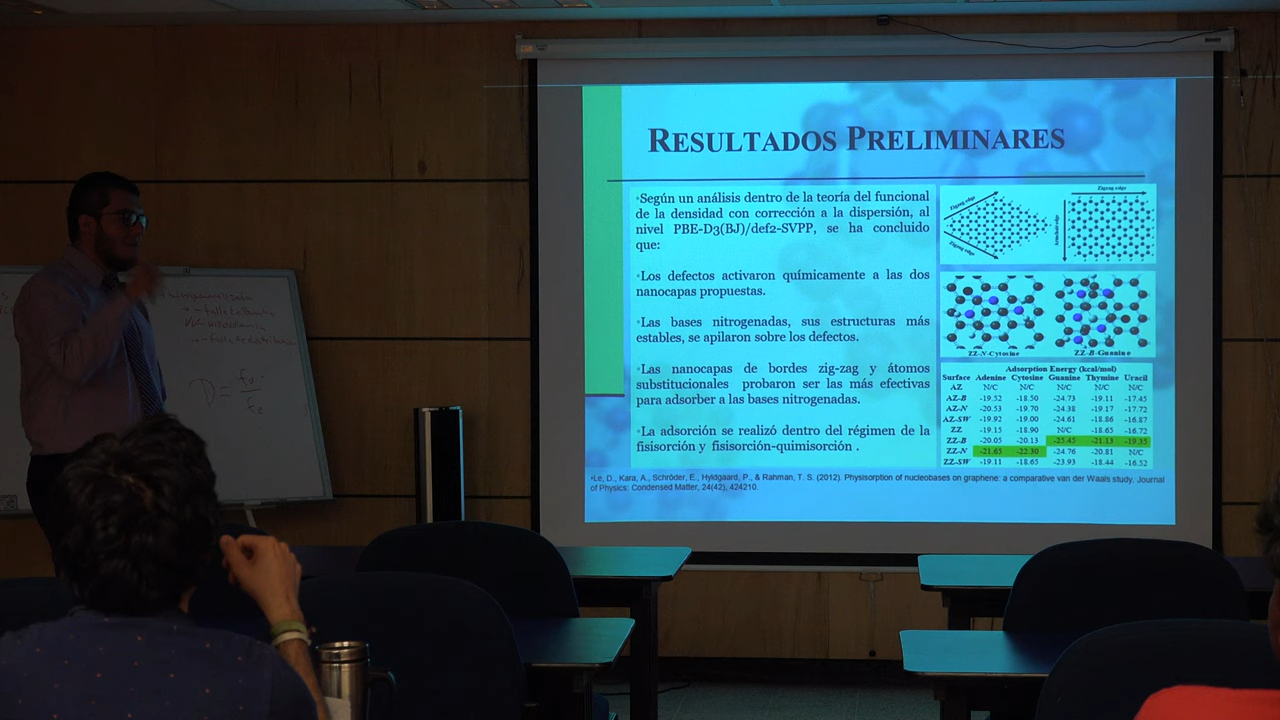 RESULTADOS PRELIMINARES
•Según un análisis dentro de la teoría del funcional
de la densidad con corrección a la dispersión, al
nivel PBE-D3(BJ)/def2-SVPP, se ha concluido
que:
•Los defectos activaron químicamente a las dos
nanocapas propuestas.
•Las bases nitrogenadas, sus estructuras más
estables, se apilaron sobre los defectos.
•Las nanocapas de bordes zig-zag y átomos
substitucionales probaron ser las más efectivas
para adsorber a las bases nitrogenadas.
•La adsorción se realizó dentro del régimen de la
fisisorción y fisisorción-quimisorción .
Zigzag edge
Zigzag edge
Zigzag edge
Armchair edge
ZZ-N-Cytosine
ZZ-B-Guanine
Adsorption Energy (kcal/mol)
Surface Adenine Cytosine Guanine Thymine Uracil
AZ N/C N/C N/C N/C N/C
AZ-B -19.52 -18.50 -24.73 -19.11 -17.45
AZ-N -20.53 -19.70 -24.38 -19.17 -17.72
AZ-SW -19.92 -19.00 -24.61 -18.86 -16.87
ZZ -19.15 -18.90 N/C -18.65 -16.72
ZZ-B -20.05 -20.13 -25.45 -21.13 -19.35
ZZ-N -21.65 -22.30 -24.76 -20.81 N/C
ZZ-SW -19.11 -18.65 -23.93 -18.44 -16.52
•Le, D., Kara, A., Schröder, E., Hyldgaard, P., & Rahman, T. S. (2012). Physisorption of nucleobases on graphene: a comparative van der Waals study. Journal
of Physics: Condensed Matter, 24(42), 424210.
D=